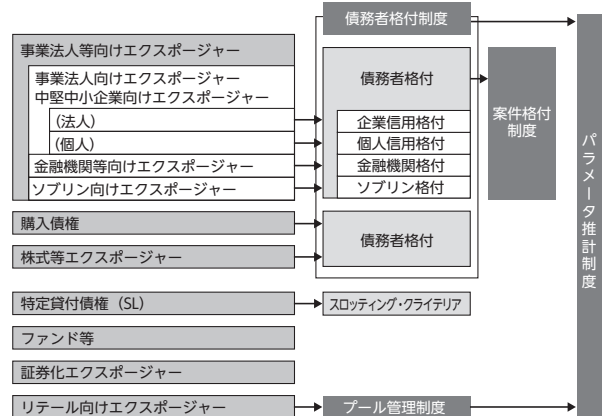 債務者格付制度
事業法人等向けエクスポージャー
事業法人向けエクスポージャー
中堅中小企業向けエクスポージャー
(法人)
(個人)
金融機関等向けエクスポージャー
ソブリン向けエクスポージャー
債務者格付
企業信用格付
個人信用格付
金融機関格付
ソブリン格付
案件格付
制度
パラメータ推計制度
購入債権
株式等エクスポージャー
債務者格付
特定貸付債権（SL）
スロッティング・クライテリア
ファンド等
証券化エクスポージャー
リテール向けエクスポージャー
プール管理制度